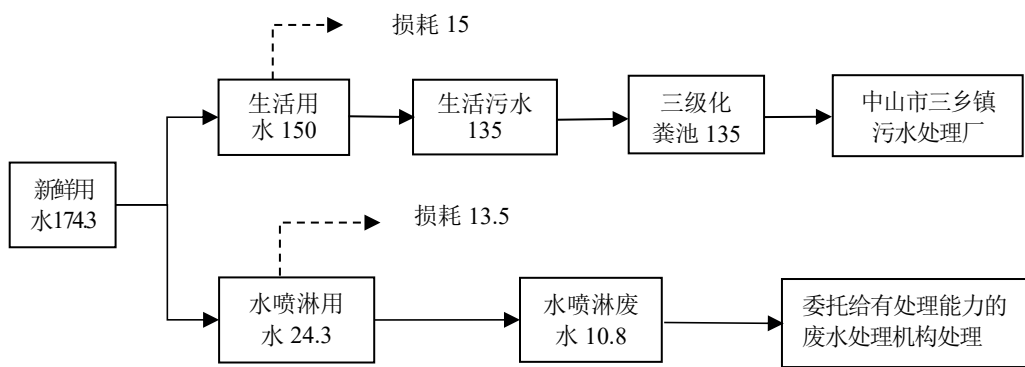 损耗 15
生活用
水 150
生活污水
135
三级化
粪池 135
中山市三乡镇
污水处理厂
新鲜用
水174.3
损耗 13.5
水喷淋用
水 24.3
水喷淋废
水 10.8
委托给有处理能力的
废水处理机构处理